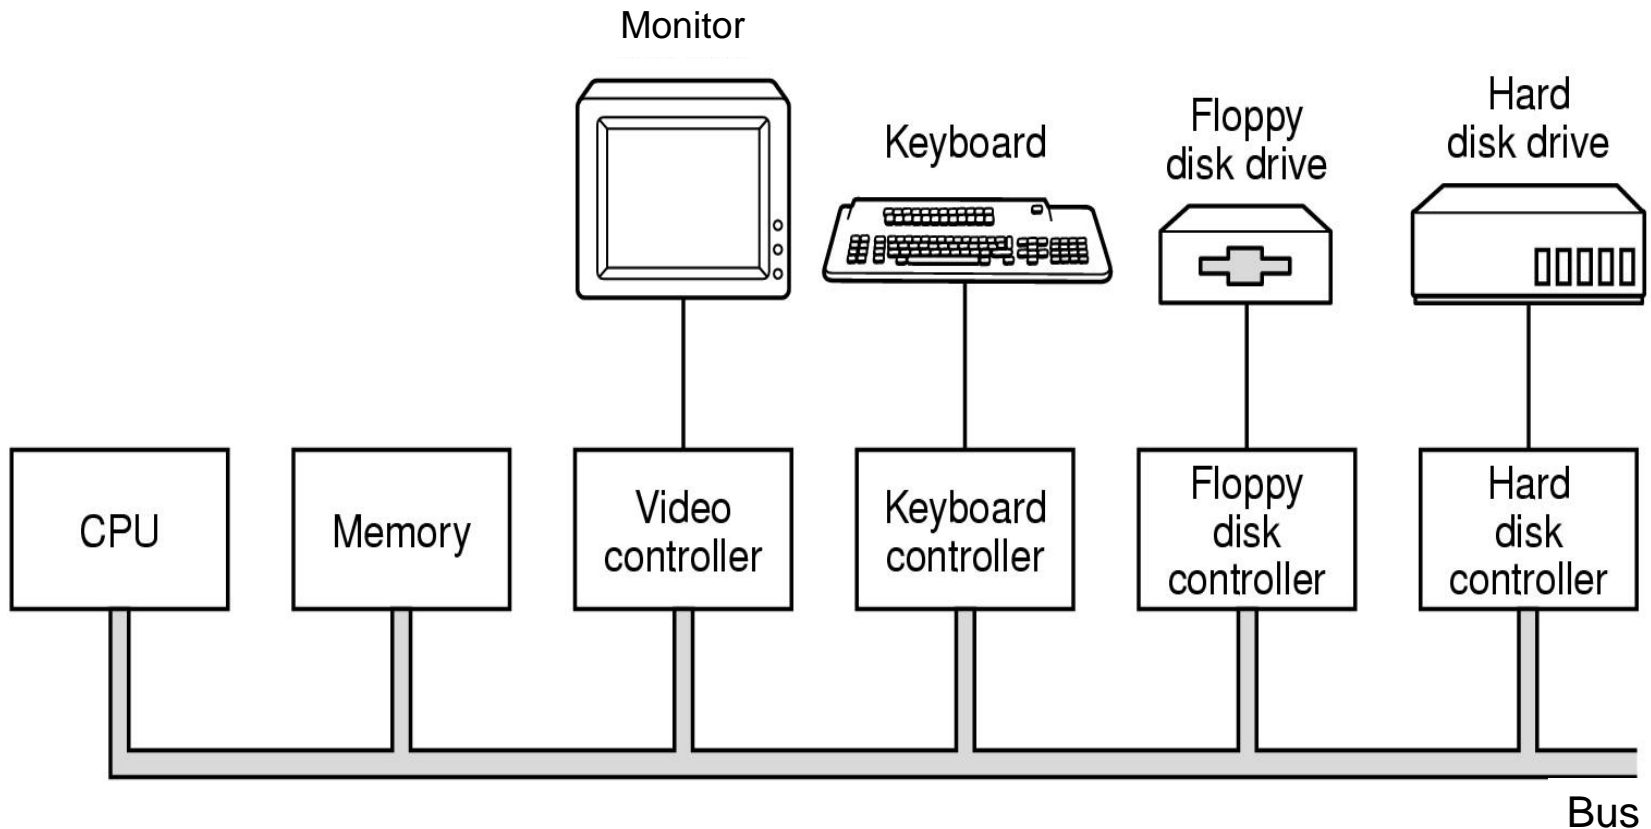 Monitor
Keyboard
Floppy
disk drive
Hard
disk drive
CPU
Memory
Video
controller
Keyboard
controller
Floppy
disk
controller
Hard
disk
controller
Bus